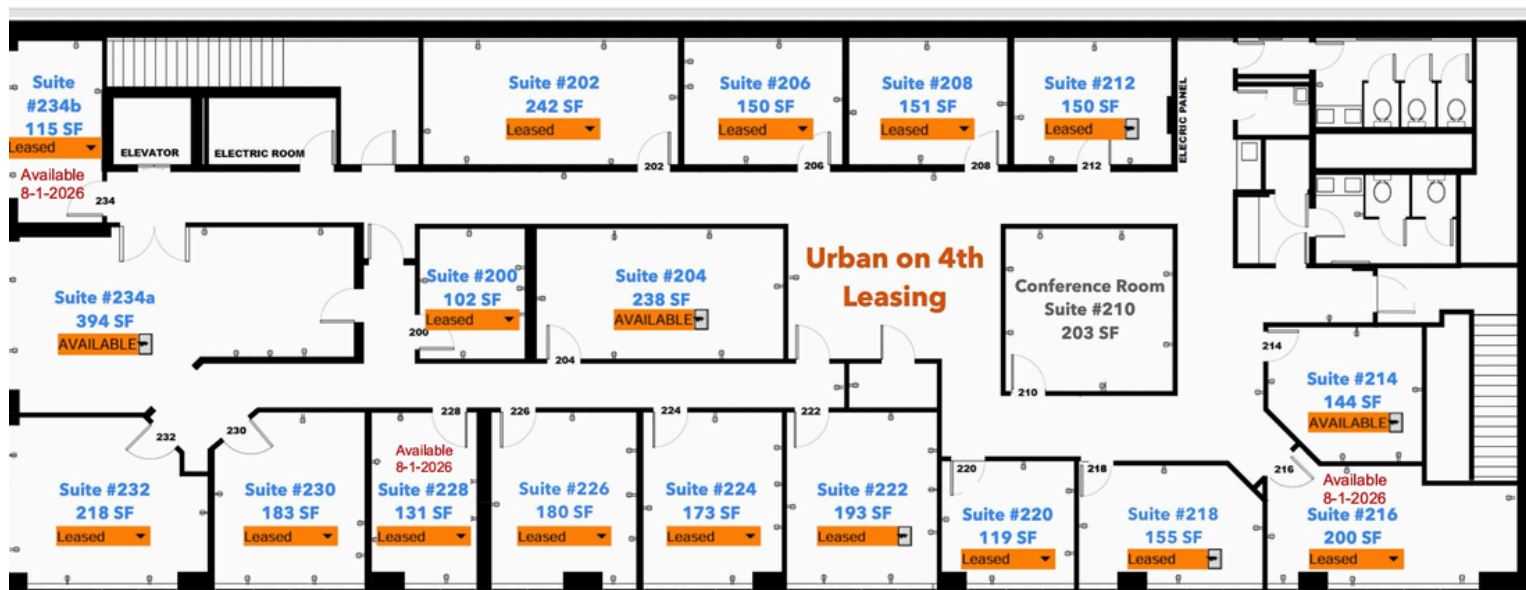 Suite
#234b
115 SF
Leased
Available
8-1-2026
234
ELEVATOR
ELECTRIC ROOM
Suite #202
242 SF
Leased
202
Suite #206
150 SF
Leased
206
Suite #208
151 SF
Leased
208
Suite #212
150 SF
Leased
212
ELECRIC PANEL
Suite #234a
394 SF
AVAILABLE
Suite #200
102 SF
Leased
200
Suite #204
238 SF
AVAILABLE
204
Urban on 4th
Leasing
Conference Room
Suite #210
203 SF
210
214
Suite #214
144 SF
AVAILABLE
232
Suite #232
218 SF
Leased
230
Suite #230
183 SF
Leased
228
Available
8-1-2026
Suite #228
131 SF
Leased
226
Suite #226
180 SF
Leased
224
Suite #224
173 SF
Leased
222
Suite #222
193 SF
Leased
220
Suite #220
119 SF
Leased
218
Suite #218
155 SF
Leased
216
Available
8-1-2026
Suite #216
200 SF
Leased